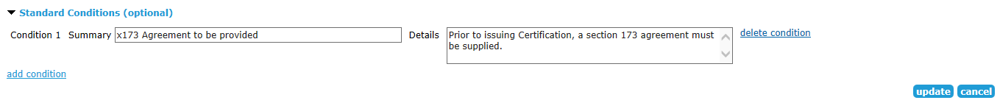 Standard Conditions (optional)
Condition 1 Summary x173 Agreement to be provided Details Prior to issuing Certification, a section 173 agreement must
be supplied.
delete condition
add condition
update cancel